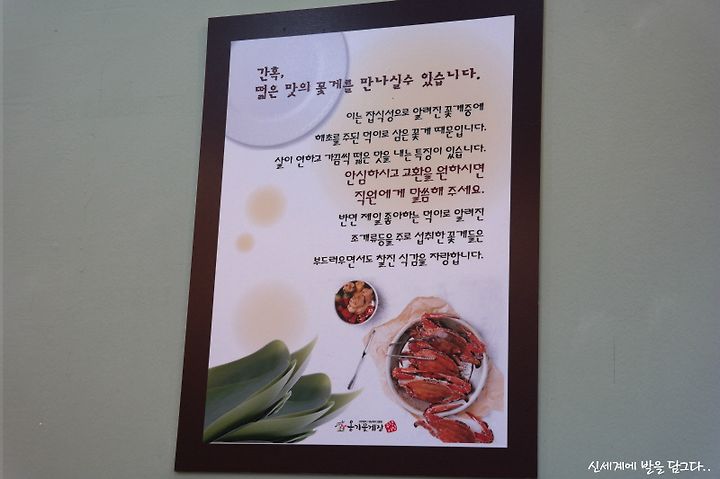 간혹,
떫은 맛의 꽃게를 만나실수 있습니다.
이는 잡식성으로 알려진 꽃게중에
해초를 주된 먹이로 삼은 꽃게 때문입니다.
살이 연하고 가끔씩 떫은 맛을 내는 특징이 있습니다.
안심하시고 교환을 원하시면
직원에게 말씀해 주세요.
반면 제일 좋아하는 먹이로 알려진
조개류등을 주로 섭취한 꽃게들은
부드러우면서도 찰진 식감을 자랑합니다.
신세계에 발을 담그다..